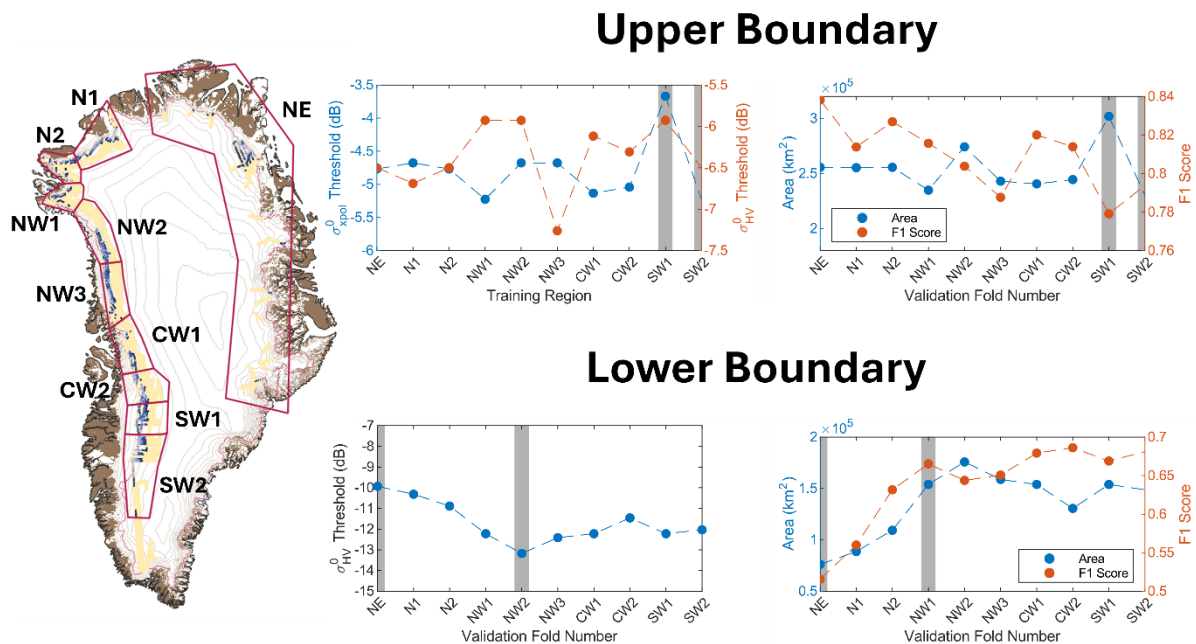 Upper Boundary
N1
N2
NE
NW1
NW2
NW3
CW1
CW2
SW1
SW2
-3.5
-4
-4.5
-5
-5.5
-6
σ⁰xpol Threshold (dB)
-5.5
-6
-6.5
-7
-7.5
σ⁰HV Threshold (dB)
NE N1 N2 NW1 NW2 NW3 CW1 CW2 SW1 SW2
Training Region
× 10⁵
3
2.5
2
Area (km²)
Area
F1 Score
0.84
0.82
0.8
0.78
0.76
F1 Score
NE N1 N2 NW1 NW2 NW3 CW1 CW2 SW1 SW2
Validation Fold Number
Lower Boundary
-7
-8
-9
-10
-11
-12
-13
-14
-15
σ⁰HV Threshold (dB)
NE N1 N2 NW1 NW2 NW3 CW1 CW2 SW1 SW2
Validation Fold Number
2 × 10⁵
1.5
1
0.5
Area (km²)
Area
F1 Score
0.7
0.65
0.6
0.55
0.5
F1 Score
NE N1 N2 NW1 NW2 NW3 CW1 CW2 SW1 SW2
Validation Fold Number